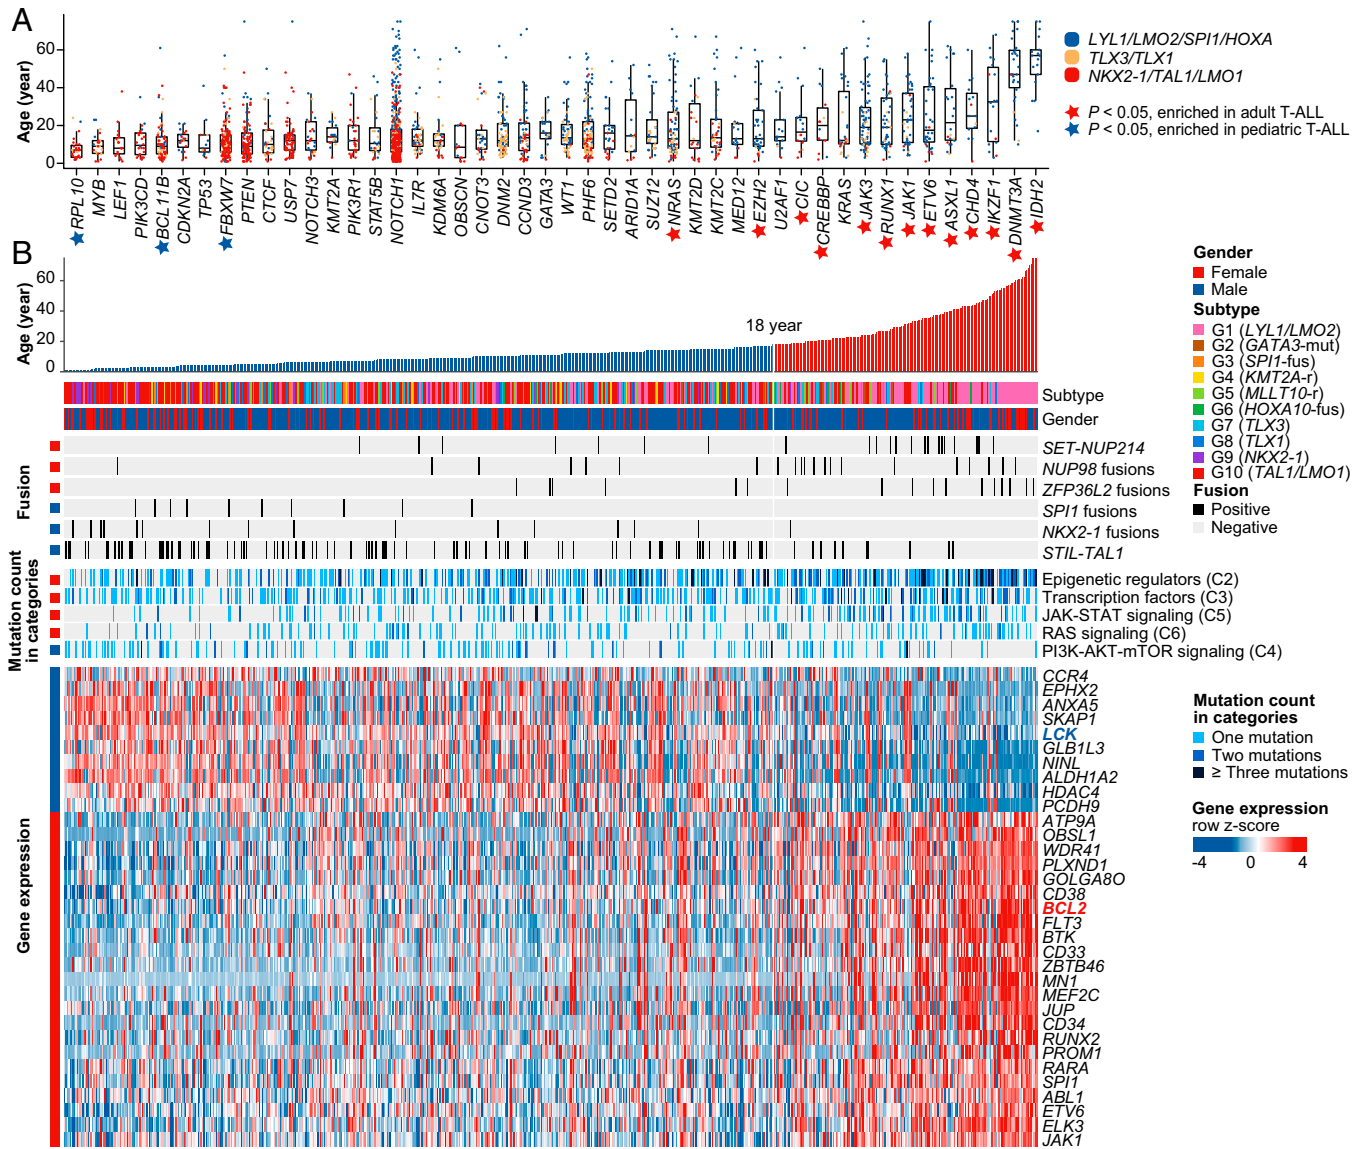 A
Age (year)
60
40
20
0
LYL1/LMO2/SPI1/HOXA
TLX3/TLX1
NKX2-1/TAL1/LMO1
P < 0.05, enriched in adult T-ALL
P < 0.05, enriched in pediatric T-ALL
RPL10
MYB
LEF1
PIK3CD
BCL11B
CDKN2A
TP53
FBXW7
PTEN
CTCF
USP7
NOTCH3
KMT2A
PIK3R1
STAT5B
NOTCH1
IL7R
KDM6A
OBSCN
CNOT3
DNM2
CCND3
GATA3
WT1
PHF6
SETD2
ARID1A
SUZ12
NRAS
KMT2D
KMT2C
MED12
EZH2
U2AF1
CIC
CREBBP
KRAS
JAK3
RUNX1
JAK1
ETV6
ASXL1
CHD4
IKZF1
DNMT3A
IDH2
B
Age (year)
60
40
20
0
18 year
Subtype
Gender
Fusion
SET-NUP214
NUP98 fusions
ZFP36L2 fusions
SPI1 fusions
NKX2-1 fusions
STIL-TAL1
Mutation count
in categories
Epigenetic regulators (C2)
Transcription factors (C3)
JAK-STAT signaling (C5)
RAS signaling (C6)
PI3K-AKT-mTOR signaling (C4)
Gene expression
CCR4
EPHX2
ANXA5
SKAP1
LCK
GLB1L3
NINL
ALDH1A2
HDAC4
PCDH9
ATP9A
OBSL1
WDR41
PLXND1
GOLGA8O
CD38
BCL2
FLT3
BTK
CD33
ZBTB46
MN1
MEF2C
JUP
CD34
RUNX2
PROM1
RARA
SPI1
ABL1
ETV6
ELK3
JAK1
Gender
Female
Male
Subtype
G1 (LYL1/LMO2)
G2 (GATA3-mut)
G3 (SPI1-fus)
G4 (KMT2A-r)
G5 (MLLT10-r)
G6 (HOXA10-fus)
G7 (TLX3)
G8 (TLX1)
G9 (NKX2-1)
G10 (TAL1/LMO1)
Fusion
Positive
Negative
Mutation count
in categories
One mutation
Two mutations
≥ Three mutations
Gene expression
row z-score
-4 0 4